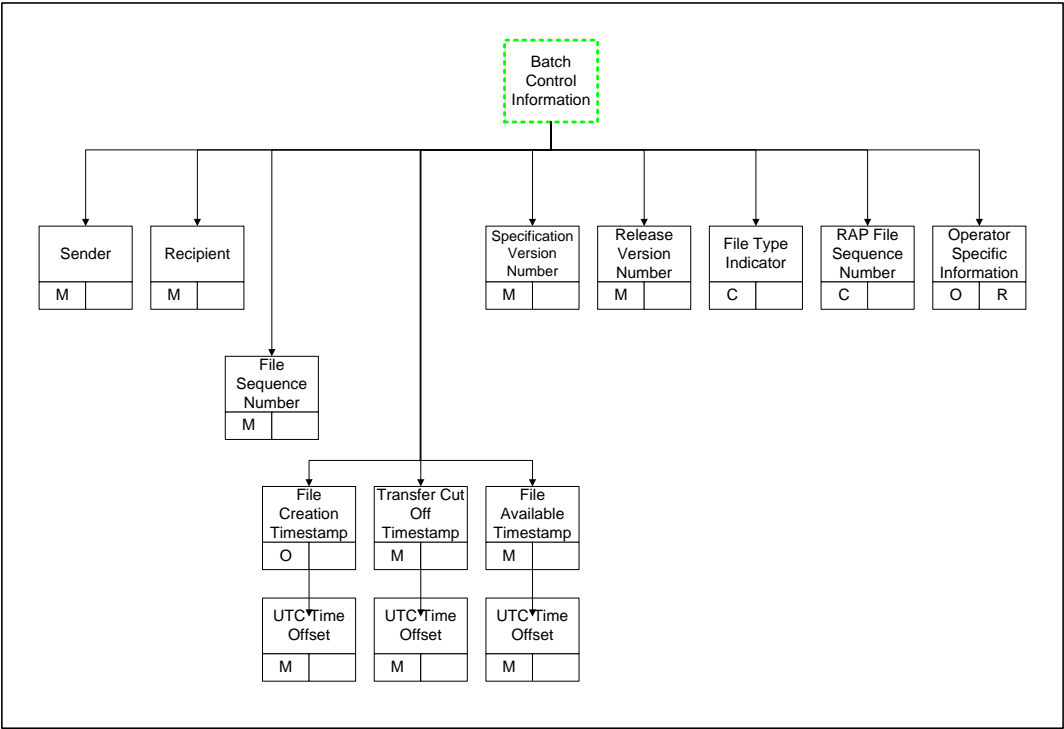 Batch
Control
Information
Sender
M
Recipient
M
Specification
Version
Number
M
Release
Version
Number
M
File Type
Indicator
C
RAP File
Sequence
Number
C
Operator
Specific
Information
O R
File
Sequence
Number
M
File
Creation
Timestamp
O
Transfer Cut
Off
Timestamp
M
File
Available
Timestamp
M
UTC Time
Offset
M
UTC Time
Offset
M
UTC Time
Offset
M